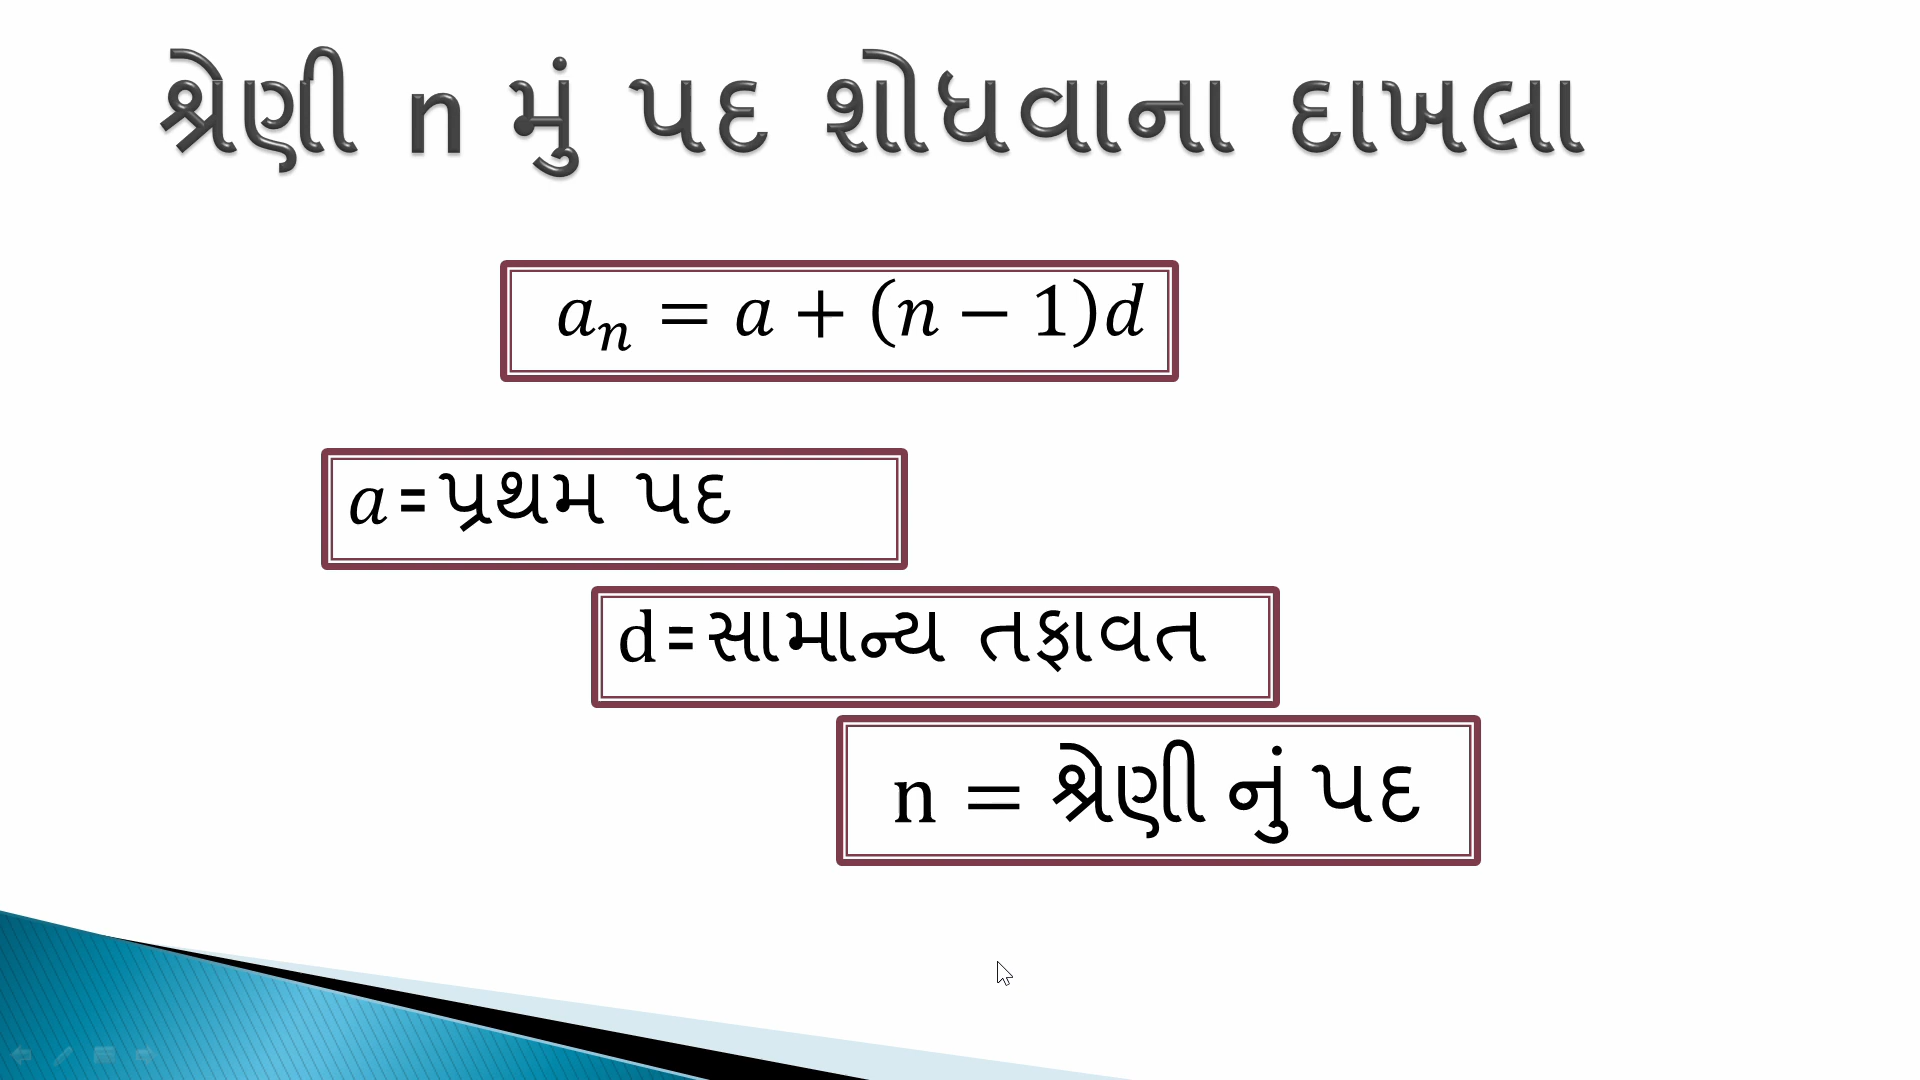 શ્રેણી n મું પદ શોધવાના દાખલા
aₙ = a + (n − 1)d
a=પ્રથમ પદ
d=સામાન્ય તફાવત
n = શ્રેણી નું પદ